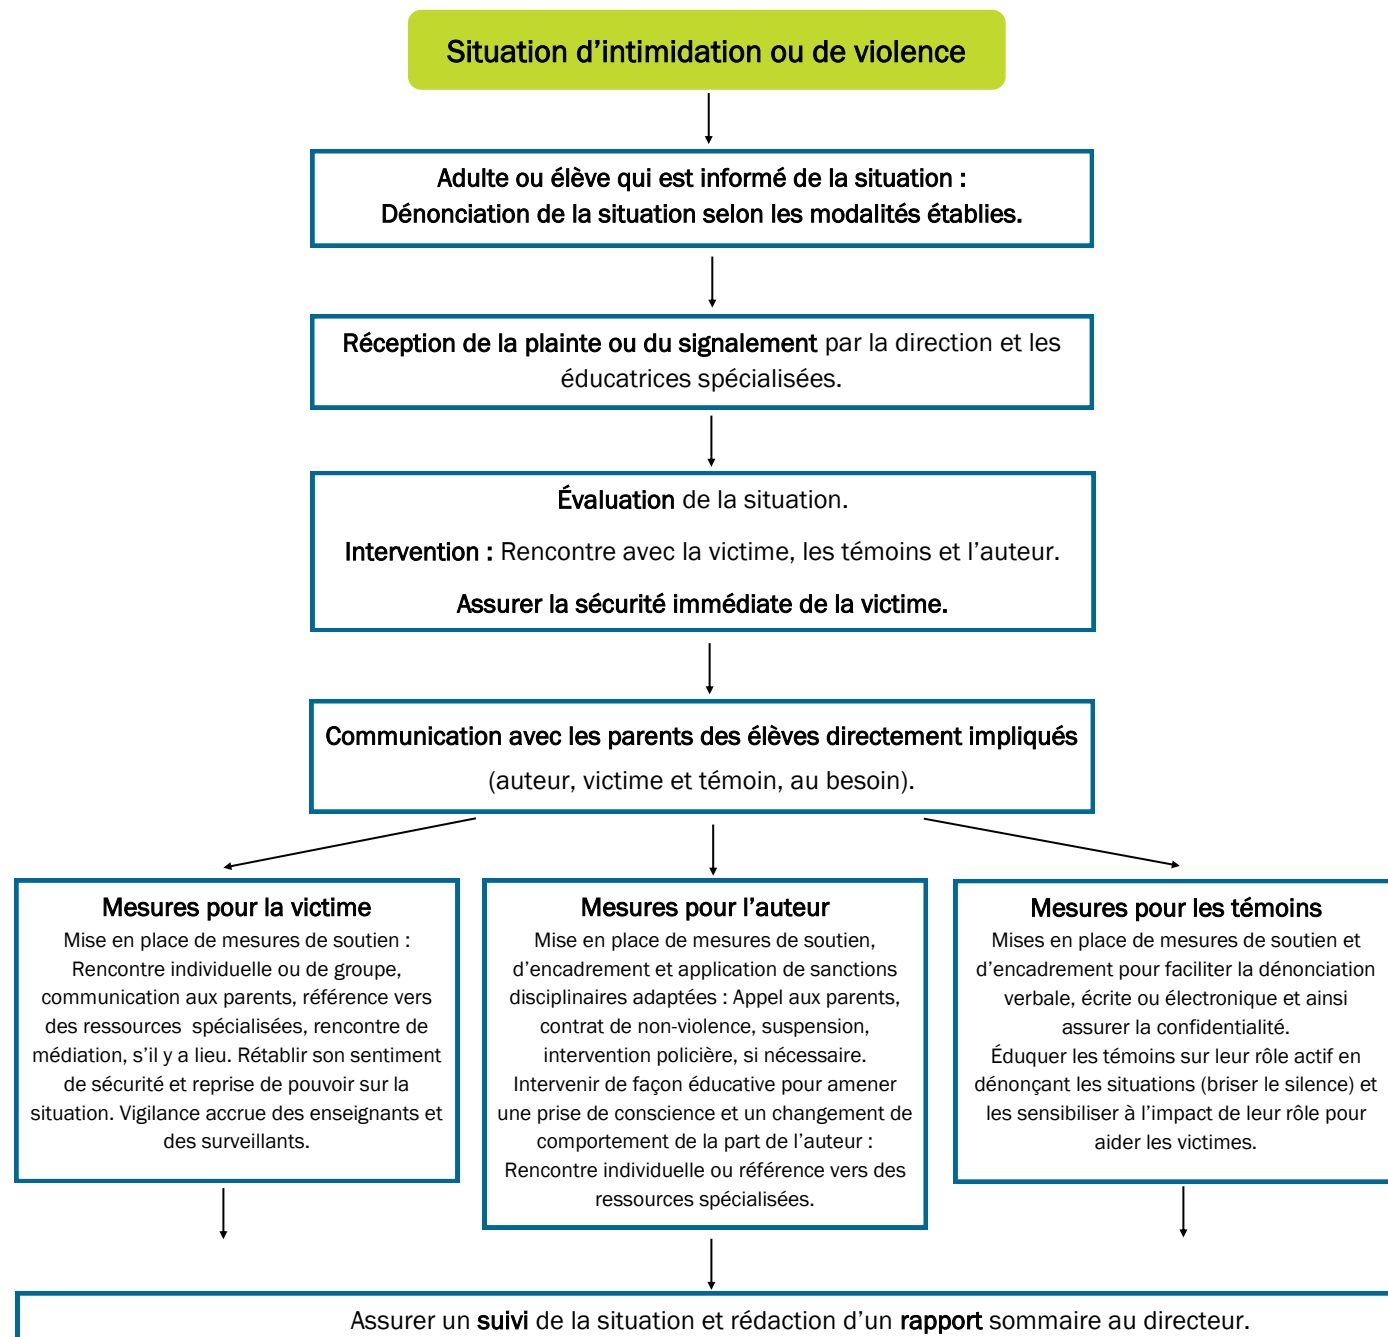 Situation d’intimidation ou de violence
Adulte ou élève qui est informé de la situation :
Dénonciation de la situation selon les modalités établies.
Réception de la plainte ou du signalement par la direction et les
éducatrices spécialisées.
Évaluation de la situation.
Intervention : Rencontre avec la victime, les témoins et l’auteur.
Assurer la sécurité immédiate de la victime.
Communication avec les parents des élèves directement impliqués
(auteur, victime et témoin, au besoin).
Mesures pour la victime
Mise en place de mesures de soutien :
Rencontre individuelle ou de groupe,
communication aux parents, référence vers
des ressources spécialisées, rencontre de
médiation, s’il y a lieu. Rétablir son sentiment
de sécurité et reprise de pouvoir sur la
situation. Vigilance accrue des enseignants et
des surveillants.
Mesures pour l’auteur
Mise en place de mesures de soutien,
d’encadrement et application de sanctions
disciplinaires adaptées : Appel aux parents,
contrat de non-violence, suspension,
intervention policière, si nécessaire.
Intervenir de façon éducative pour amener
une prise de conscience et un changement de
comportement de la part de l’auteur :
Rencontre individuelle ou référence vers des
ressources spécialisées.
Mesures pour les témoins
Mises en place de mesures de soutien et
d’encadrement pour faciliter la dénonciation
verbale, écrite ou électronique et ainsi
assurer la confidentialité.
Éduquer les témoins sur leur rôle actif en
dénonçant les situations (briser le silence) et
les sensibiliser à l’impact de leur rôle pour
aider les victimes.
Assurer un suivi de la situation et rédaction d’un rapport sommaire au directeur.